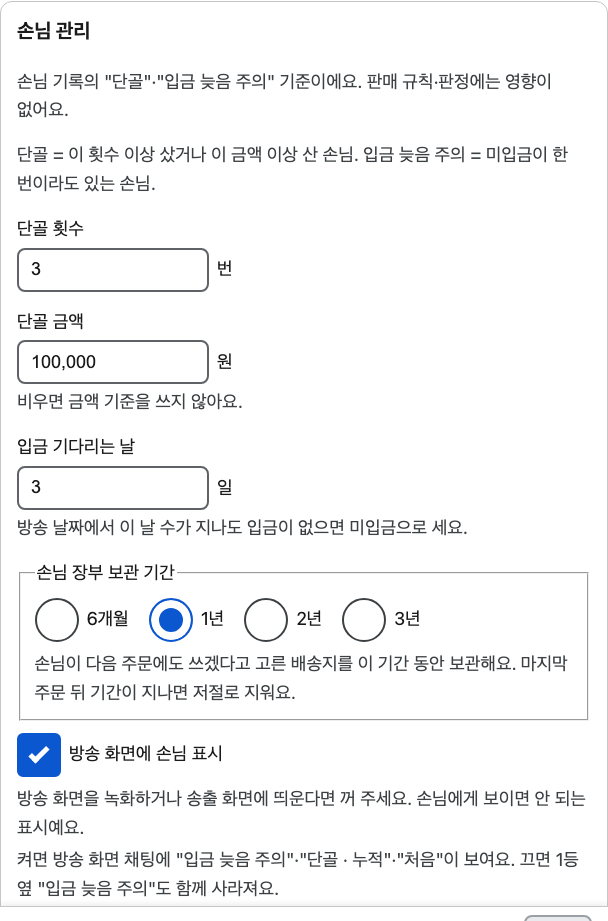 손님 관리
손님 기록의 "단골"·"입금 늦음 주의" 기준이에요. 판매 규칙·판정에는 영향이
없어요.
단골 = 이 횟수 이상 샀거나 이 금액 이상 산 손님. 입금 늦음 주의 = 미입금이 한
번이라도 있는 손님.
단골 횟수
3 번
단골 금액
100,000 원
비우면 금액 기준을 쓰지 않아요.
입금 기다리는 날
3 일
방송 날짜에서 이 날 수가 지나도 입금이 없으면 미입금으로 세요.
손님 장부 보관 기간
6개월 1년 2년 3년
손님이 다음 주문에도 쓰겠다고 고른 배송지를 이 기간 동안 보관해요. 마지막
주문 뒤 기간이 지나면 저절로 지워요.
방송 화면에 손님 표시
방송 화면을 녹화하거나 송출 화면에 띄운다면 꺼 주세요. 손님에게 보이면 안 되는
표시예요.
켜면 방송 화면 채팅에 "입금 늦음 주의"·"단골 · 누적"·"처음"이 보여요. 끄면 1등
옆 "입금 늦음 주의"도 함께 사라져요.